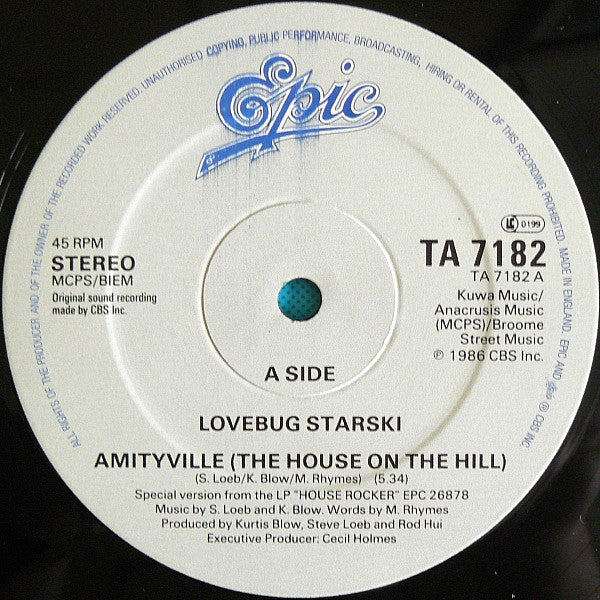 ALL RIGHTS OF THE PRODUCER AND OF THE OWNER OF THE RECORDED WORK RESERVED. UNAUTHORISED COPYING, PUBLIC PERFORMANCE, BROADCASTING, HIRING OR RENTAL OF THIS RECORDING PROHIBITED. MADE IN ENGLAND. EPIC AND Epic ® CBS INC
Epic
45 RPM
STEREO
MCPS/BIEM
Original sound recording
made by CBS Inc.
LC 0199
TA 7182
TA 7182 A
Kuwa Music/
Anacrusis Music
(MCPS)/Broome
Street Music
℗ 1986 CBS Inc.
A SIDE
LOVEBUG STARSKI
AMITYVILLE (THE HOUSE ON THE HILL)
(S. Loeb/K. Blow/M. Rhymes) (5.34)
Special version from the LP "HOUSE ROCKER" EPC 26878
Music by S. Loeb and K. Blow. Words by M. Rhymes
Produced by Kurtis Blow, Steve Loeb and Rod Hui
Executive Producer: Cecil Holmes